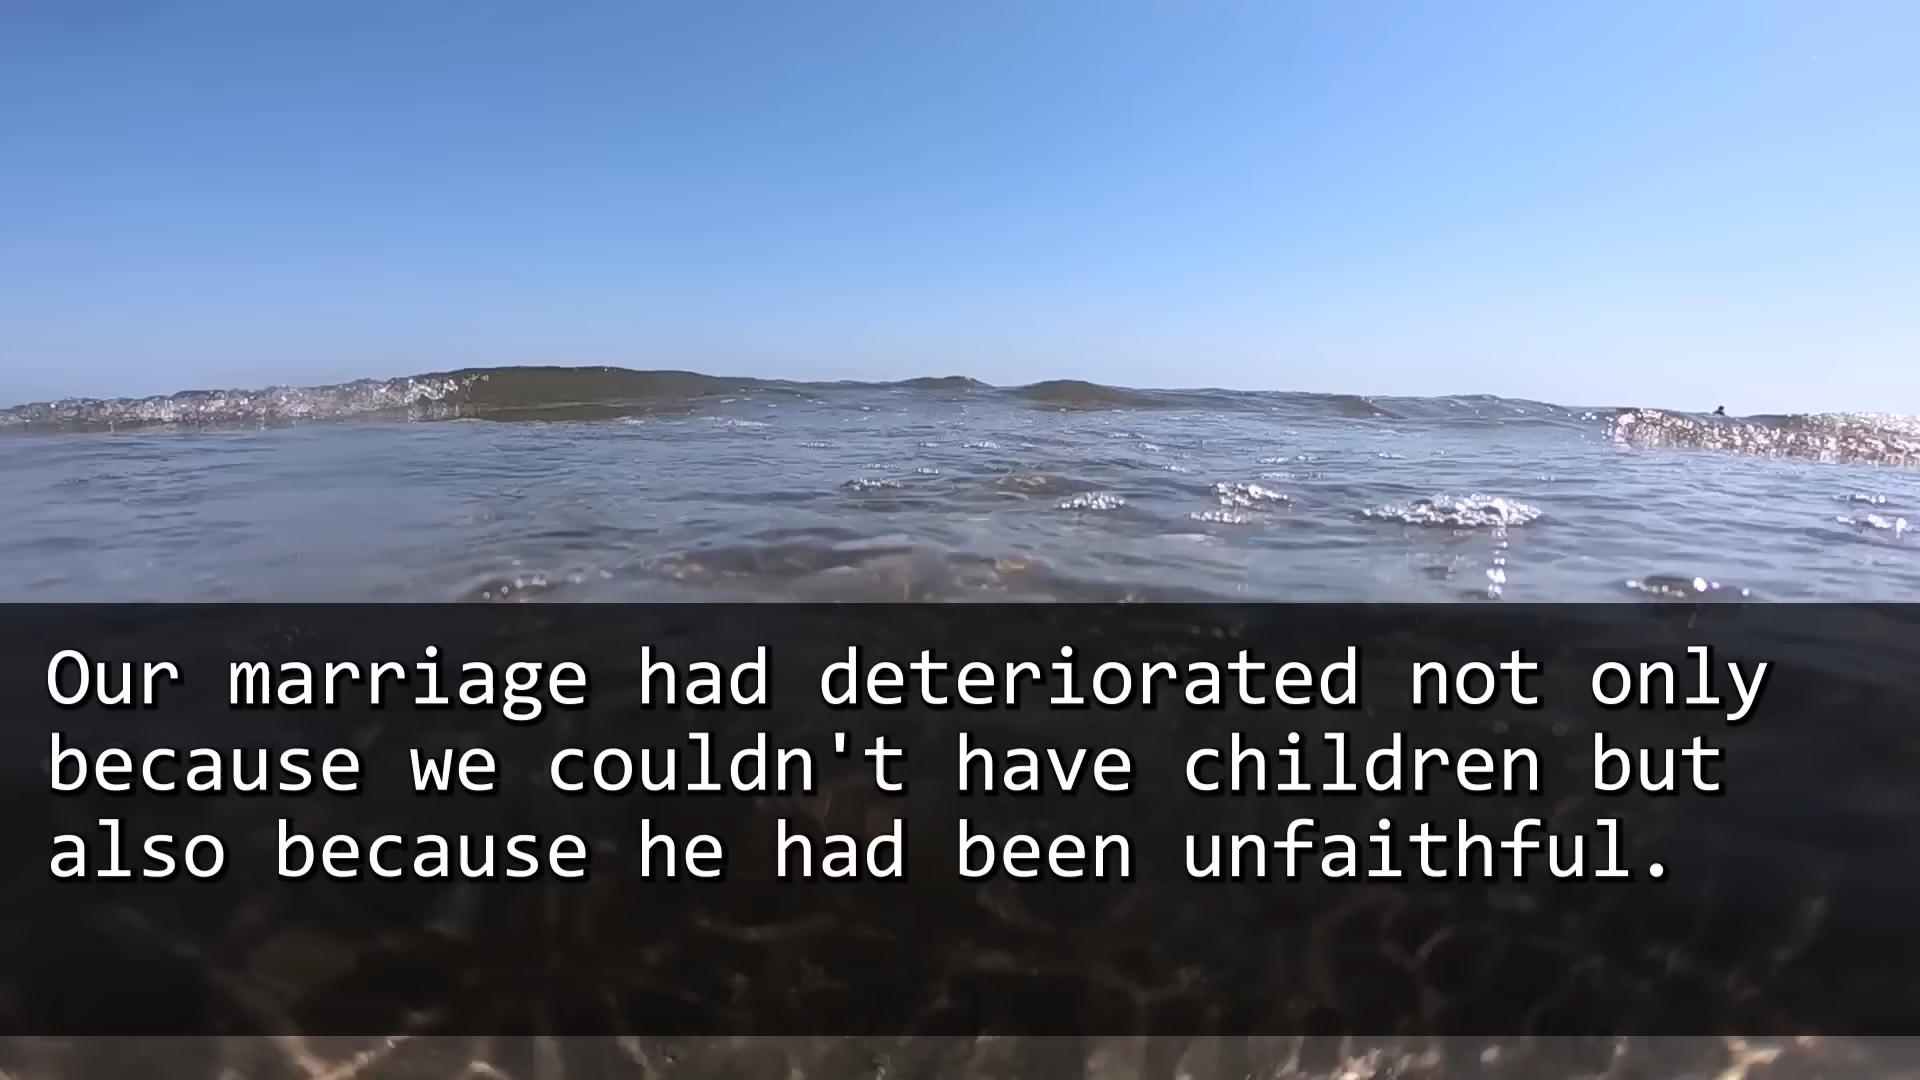 Our marriage had deteriorated not only
because we couldn't have children but
also because he had been unfaithful.